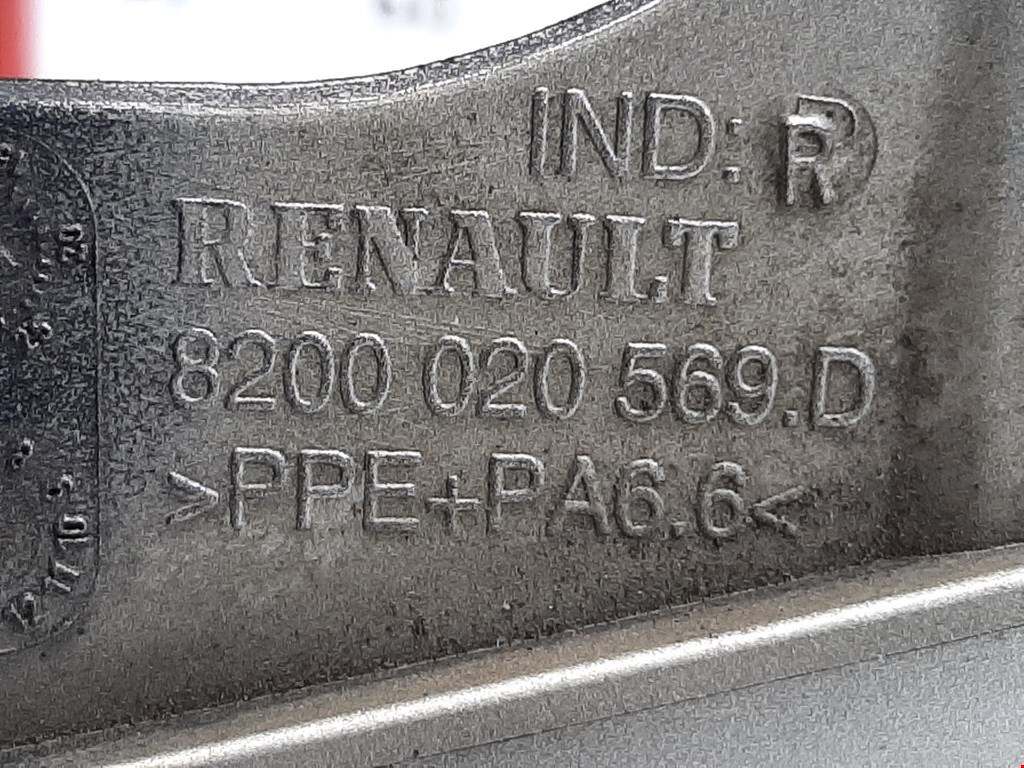 IND: R
RENAULT
8200 020 569.D
>PPE+PA6.6<